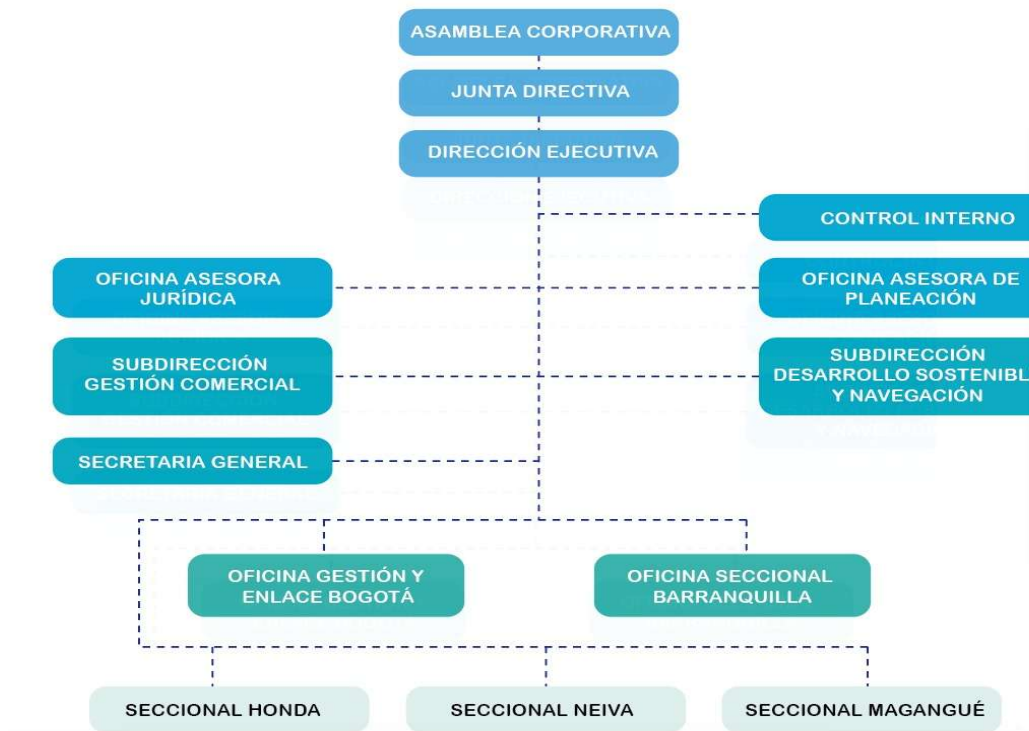 ASAMBLEA CORPORATIVA
JUNTA DIRECTIVA
DIRECCIÓN EJECUTIVA
CONTROL INTERNO
OFICINA ASESORA
JURÍDICA
OFICINA ASESORA DE
PLANEACIÓN
SUBDIRECCIÓN
GESTIÓN COMERCIAL
SUBDIRECCIÓN
DESARROLLO SOSTENIBL
Y NAVEGACIÓN
SECRETARIA GENERAL
OFICINA GESTIÓN Y
ENLACE BOGOTÁ
OFICINA SECCIONAL
BARRANQUILLA
SECCIONAL HONDA
SECCIONAL NEIVA
SECCIONAL MAGANGUÉ